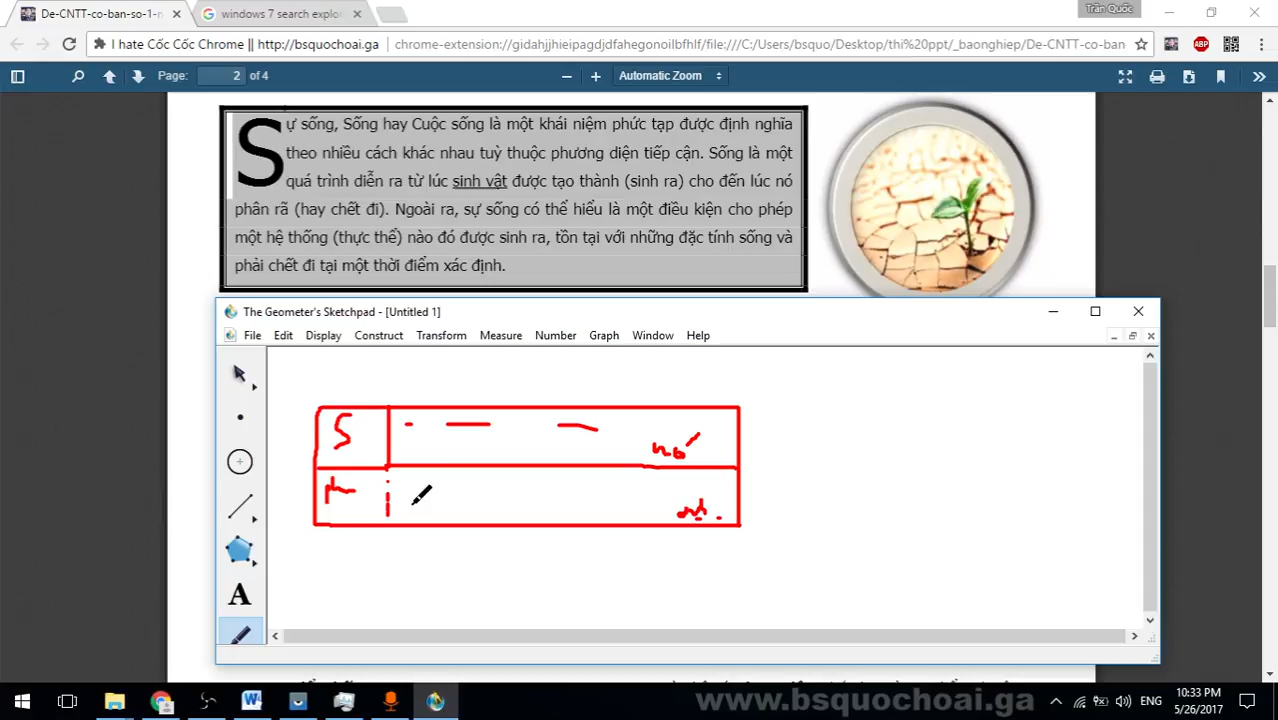 De-CNTT-co-ban-so-1-n
windows 7 search explo
Trần Quốc
I hate Cốc Cốc Chrome || http://bsquochoai.ga
chrome-extension://gidahjjhieipagdjdfahegonoilbfhlf/file:///C:/Users/bsquo/Desktop/thi%20ppt/_baonghiep/De-CNTT-co-ban-
ABP
Page: 2 of 4
Automatic Zoom
Sự sống, Sống hay Cuộc sống là một khái niệm phức tạp được định nghĩa
theo nhiều cách khác nhau tuỳ thuộc phương diện tiếp cận. Sống là một
quá trình diễn ra từ lúc sinh vật được tạo thành (sinh ra) cho đến lúc nó
phân rã (hay chết đi). Ngoài ra, sự sống có thể hiểu là một điều kiện cho phép
một hệ thống (thực thể) nào đó được sinh ra, tồn tại với những đặc tính sống và
phải chết đi tại một thời điểm xác định.
The Geometer's Sketchpad - [Untitled 1]
File Edit Display Construct Transform Measure Number Graph Window Help
S
nó
A
www.bsquochoai.ga
ENG
10:33 PM
5/26/2017